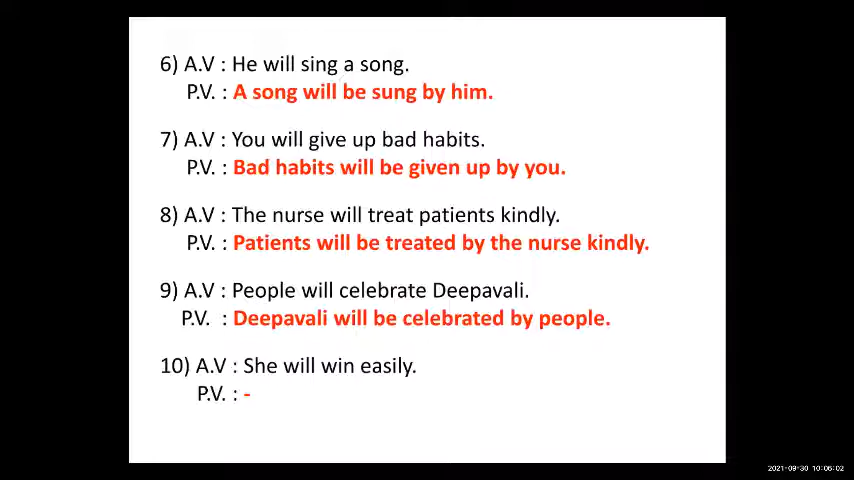 6) A.V : He will sing a song.
P.V. : A song will be sung by him.
7) A.V : You will give up bad habits.
P.V. : Bad habits will be given up by you.
8) A.V : The nurse will treat patients kindly.
P.V. : Patients will be treated by the nurse kindly.
9) A.V : People will celebrate Deepavali.
P.V. : Deepavali will be celebrated by people.
10) A.V : She will win easily.
P.V. : -
2021-09-30 10:06:02